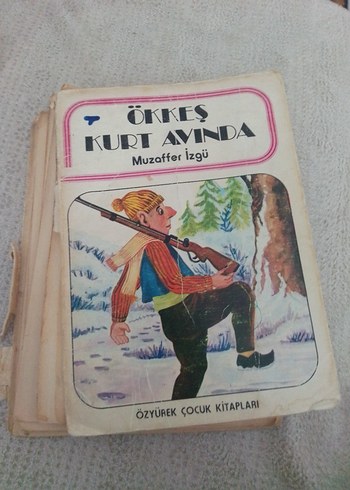 ÖKKEŞ
KURT AVINDA
Muzaffer İzgü
ÖZYÜREK ÇOCUK KİTAPLARI